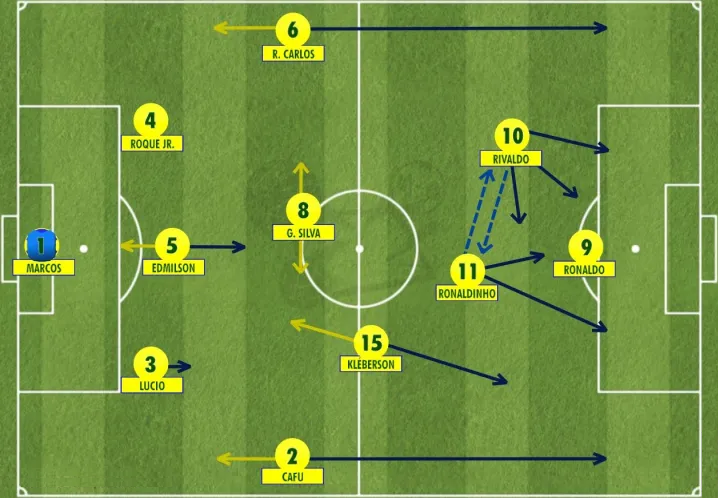 6
R. CARLOS
4
ROQUE JR.
10
RIVALDO
8
G. SILVA
1
MARCOS
5
EDMILSON
9
RONALDO
11
RONALDINHO
15
KLEBERSON
3
LUCIO
2
CAFU